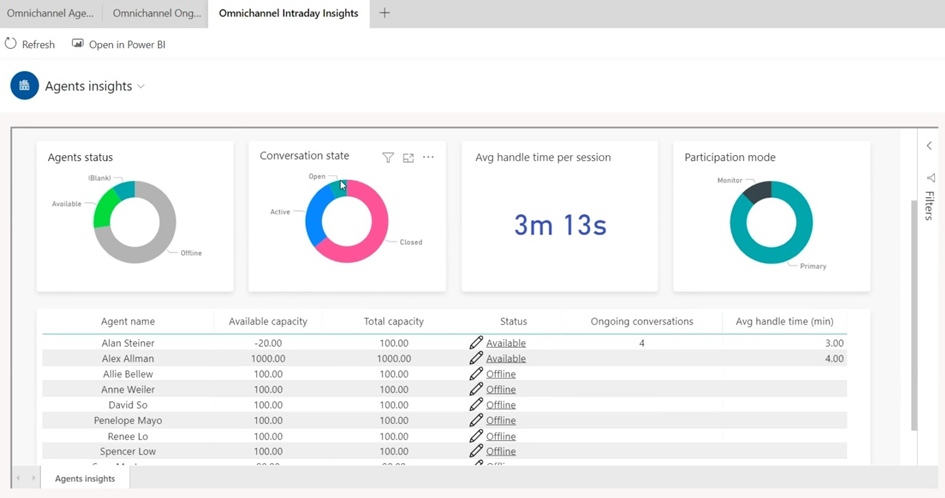 Omnichannel Age...
Omnichannel Ong...
Omnichannel Intraday Insights
Refresh
Open in Power BI
Agents insights
Agents status
(Blank)
Available
Offline
Conversation state
Open
Active
Closed
Avg handle time per session
3m 13s
Participation mode
Monitor
Primary
Filters
Agent name Available capacity Total capacity Status Ongoing conversations Avg handle time (min)
Alan Steiner -20.00 100.00 Available 4 3.00
Alex Allman 1000.00 1000.00 Available 4.00
Allie Bellew 100.00 100.00 Offline
Anne Weiler 100.00 100.00 Offline
David So 100.00 100.00 Offline
Penelope Mayo 100.00 100.00 Offline
Renee Lo 100.00 100.00 Offline
Spencer Low 100.00 100.00 Offline
Agents insights